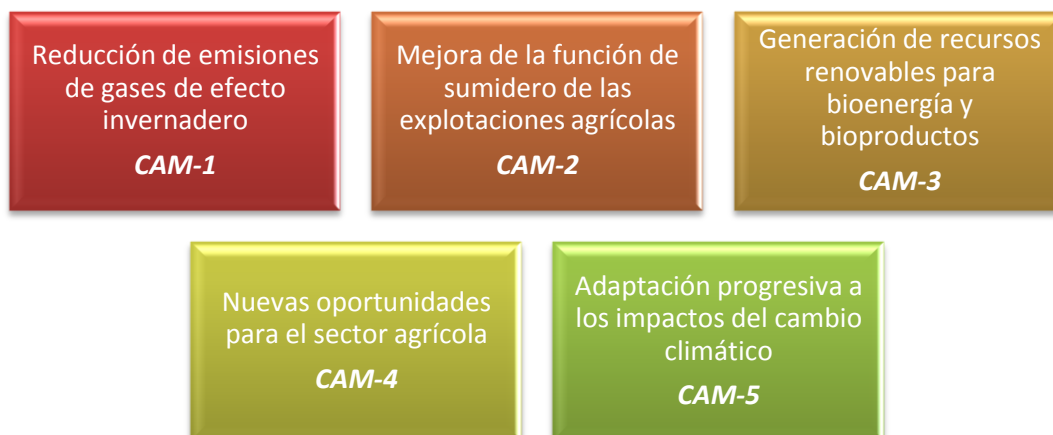 Reducción de emisiones
de gases de efecto
invernadero
CAM-1
Mejora de la función de
sumidero de las
explotaciones agrícolas
CAM-2
Generación de recursos
renovables para
bioenergía y
bioproductos
CAM-3
Nuevas oportunidades
para el sector agrícola
CAM-4
Adaptación progresiva a
los impactos del cambio
climático
CAM-5